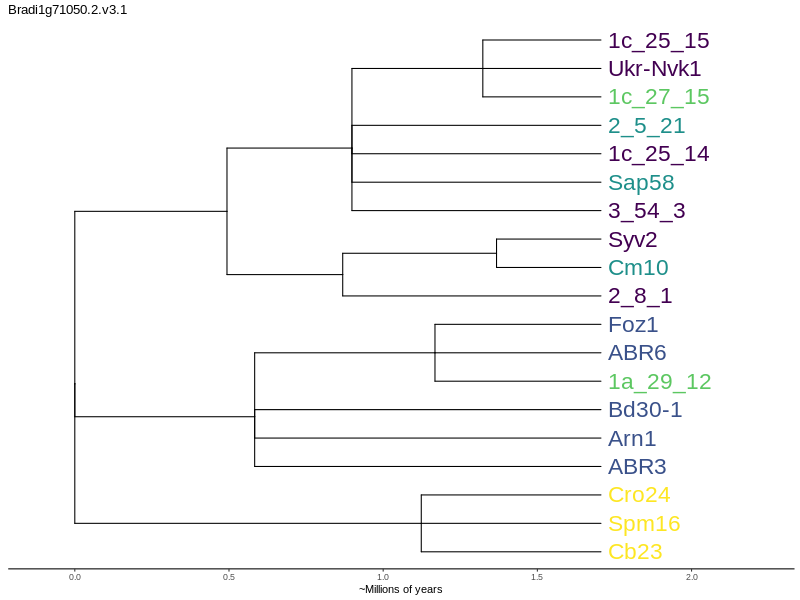 Bradi1g71050.2.v3.1
1c_25_15
Ukr-Nvk1
1c_27_15
2_5_21
1c_25_14
Sap58
3_54_3
Syv2
Cm10
2_8_1
Foz1
ABR6
1a_29_12
Bd30-1
Arn1
ABR3
Cro24
Spm16
Cb23
0.0 0.5 1.0 1.5 2.0
~Millions of years